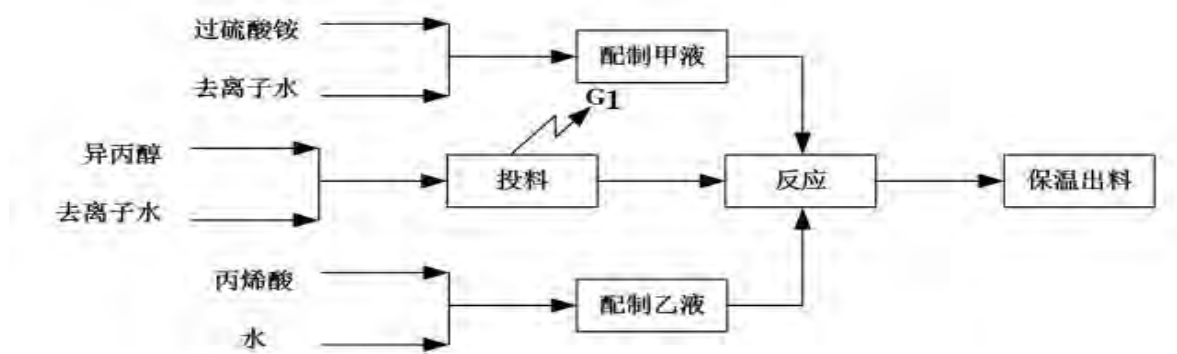 过硫酸铵
配制甲液
去离子水
G1
异丙醇
投料
反应
保温出料
去离子水
丙烯酸
配制乙液
水